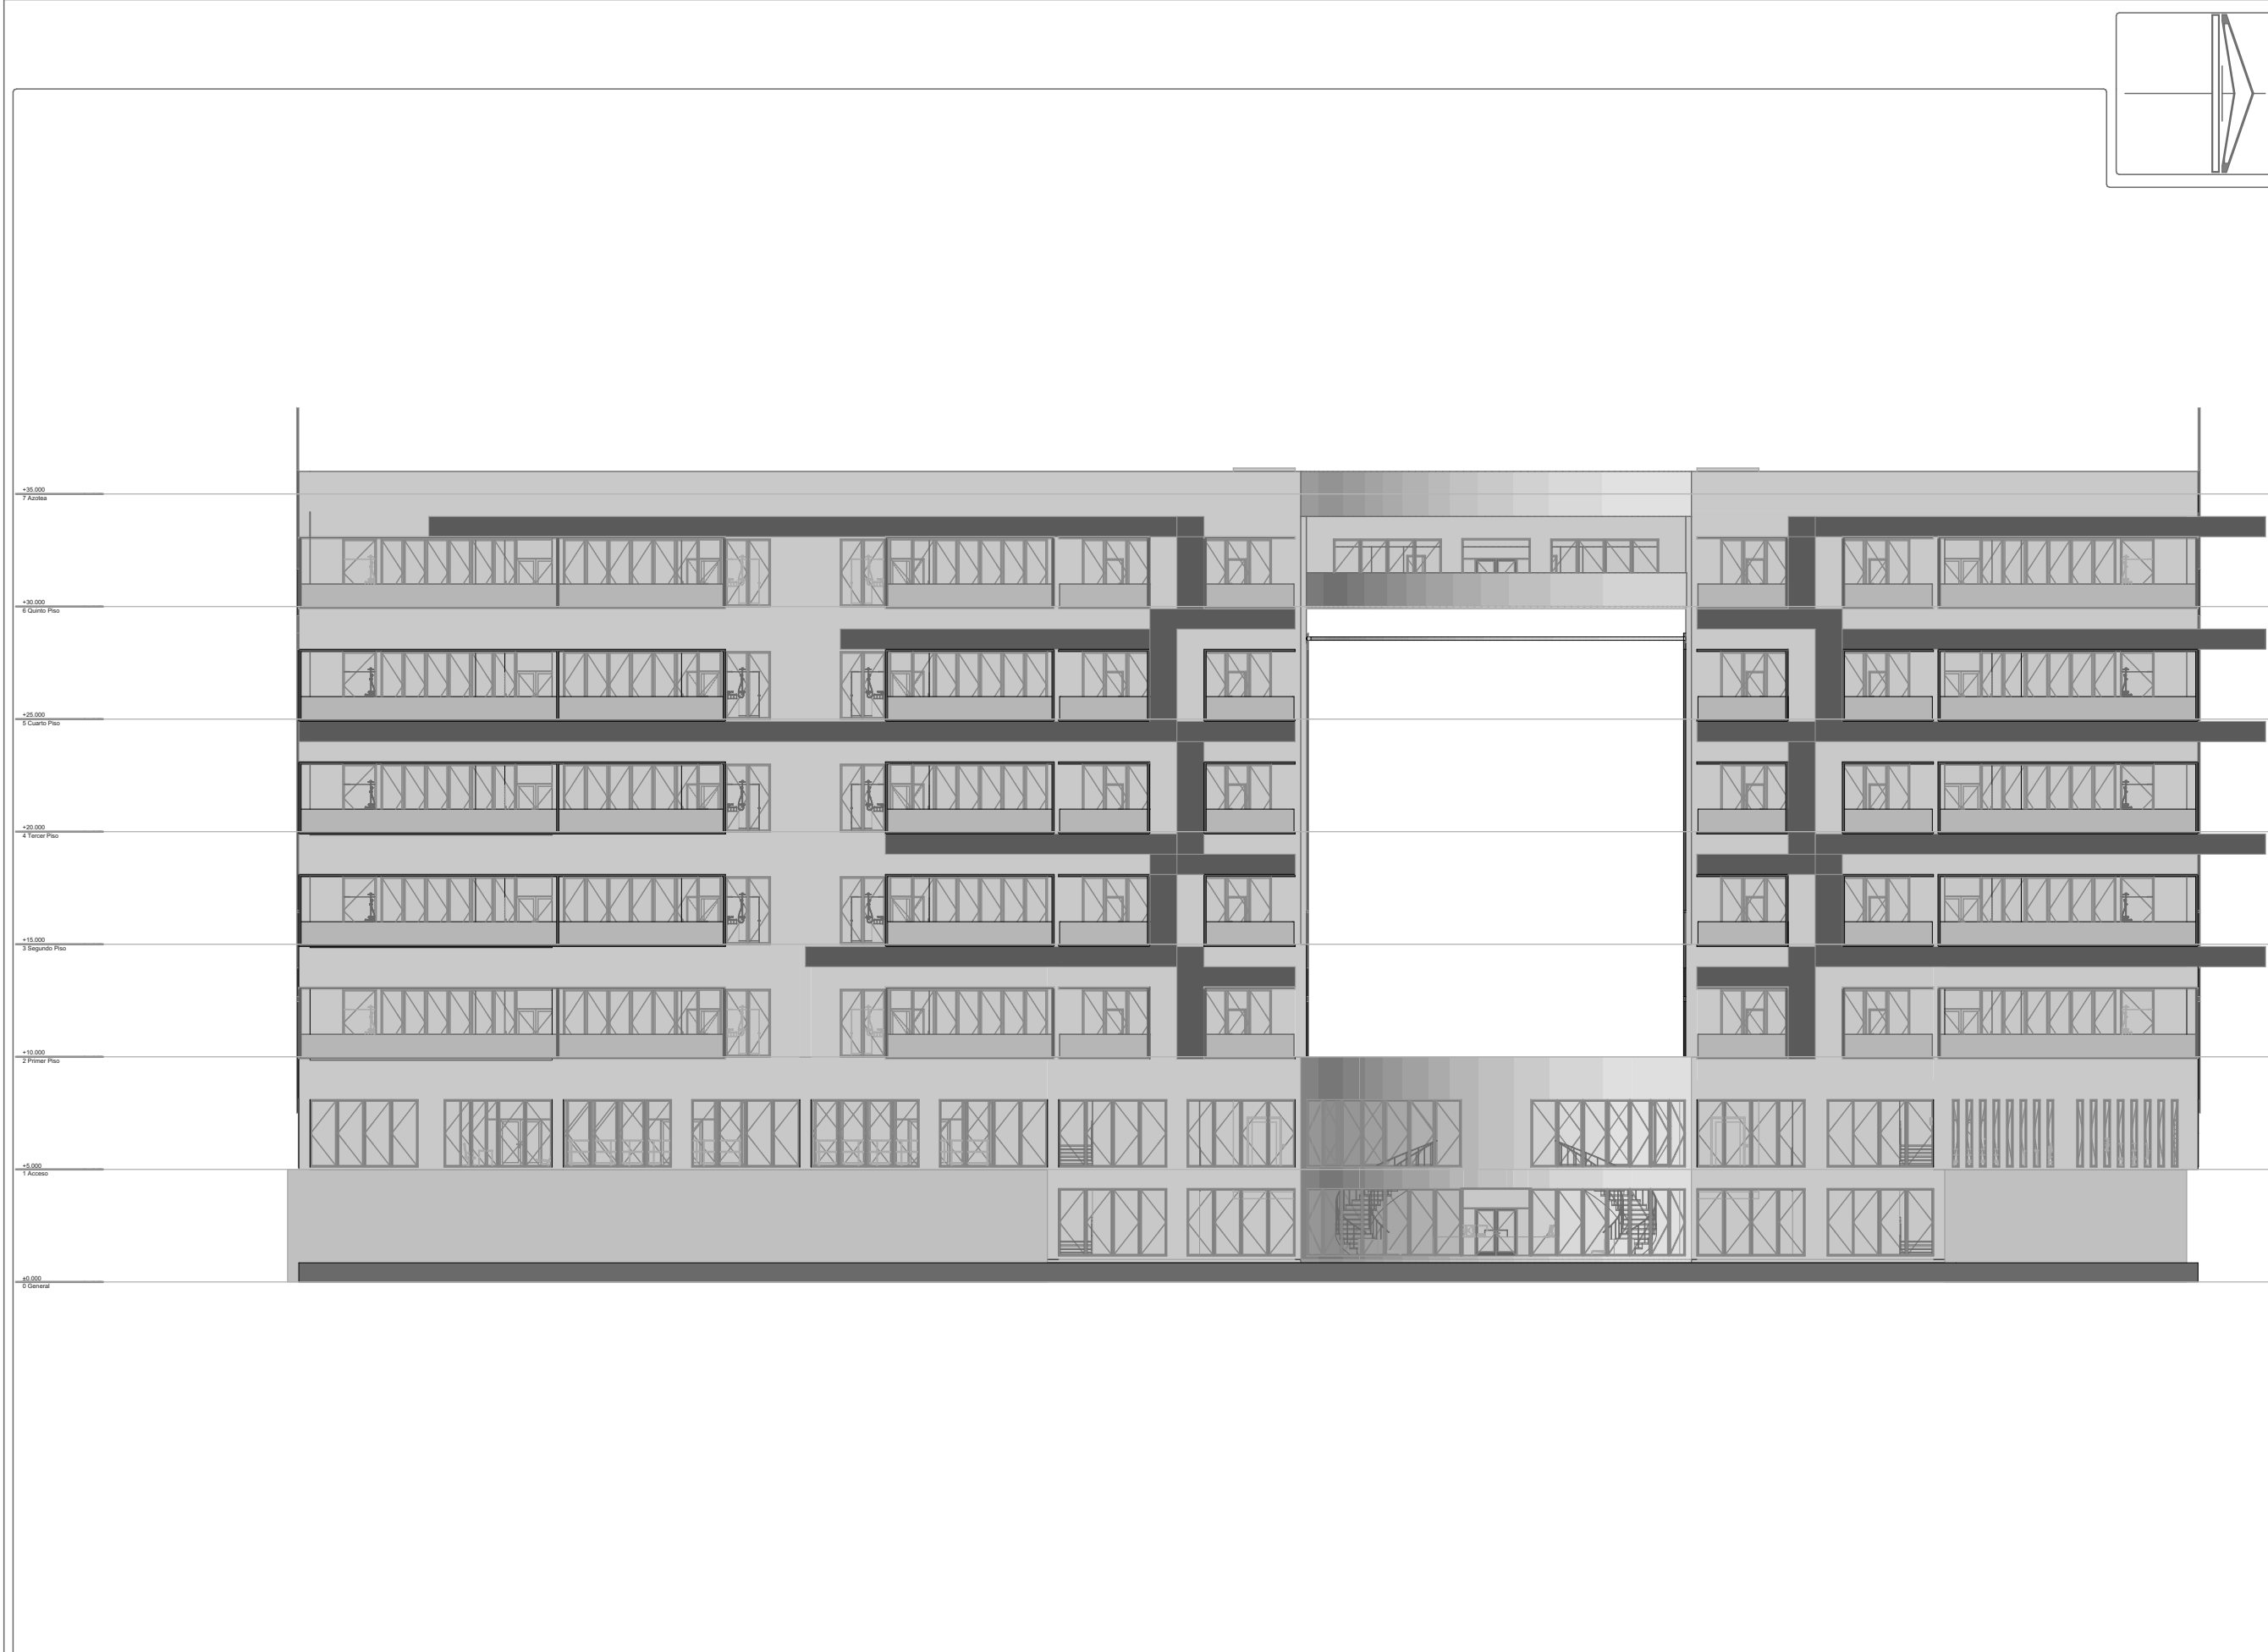 +35.000
7 Azotea
+30.000
6 Quinto Piso
+25.000
5 Cuarto Piso
+20.000
4 Tercer Piso
+15.000
3 Segundo Piso
+10.000
2 Primer Piso
+5.000
1 Acceso
±0.000
0 General